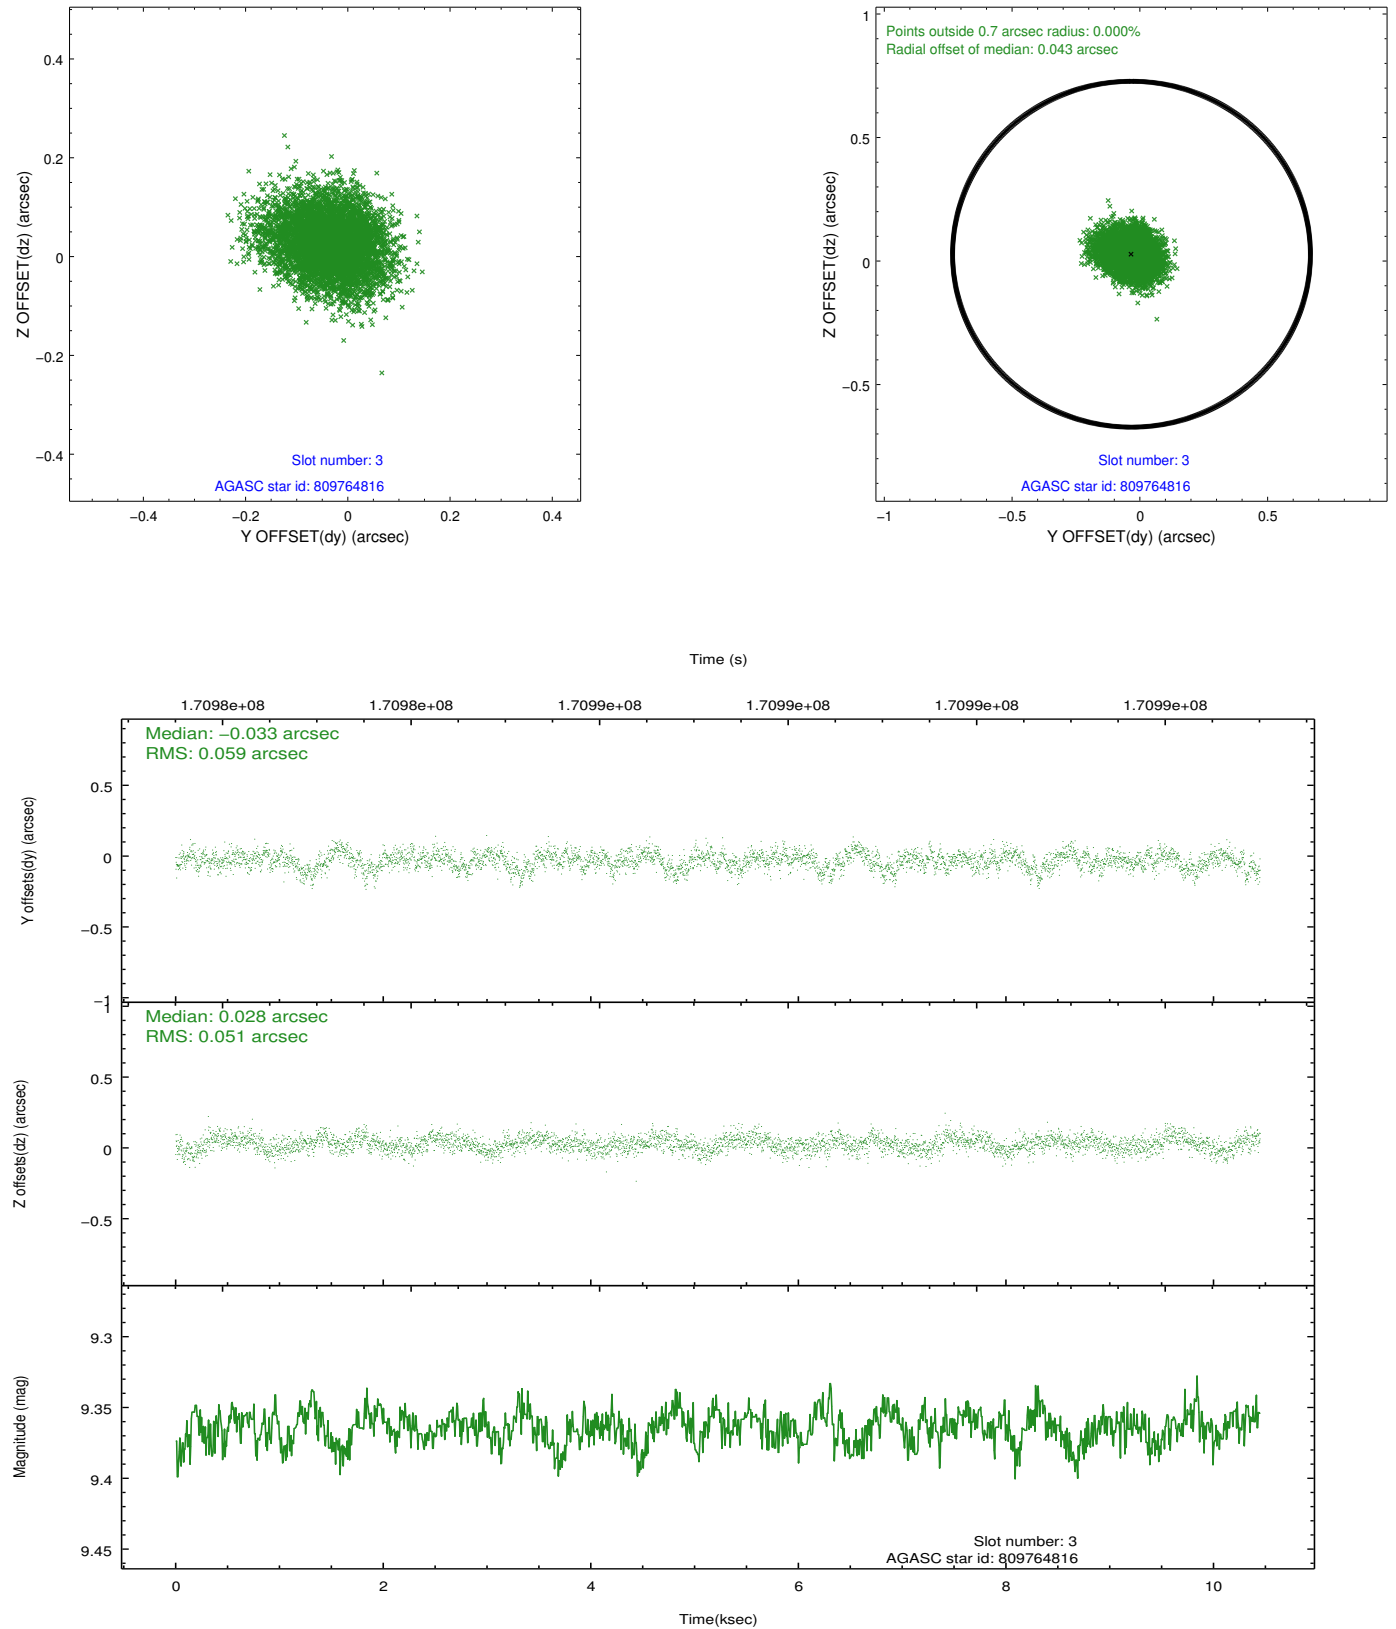 0.4
0.2
0
−0.2
−0.4
Z OFFSET(dz) (arcsec)
Slot number: 3
AGASC star id: 809764816
−0.4 −0.2 0 0.2 0.4
Y OFFSET(dy) (arcsec)
Points outside 0.7 arcsec radius: 0.000%
Radial offset of median: 0.043 arcsec
1
0.5
0
−0.5
Z OFFSET(dz) (arcsec)
Slot number: 3
AGASC star id: 809764816
−1 −0.5 0 0.5
Y OFFSET(dy) (arcsec)
Time (s)
1.7098e+08 1.7098e+08 1.7099e+08 1.7099e+08 1.7099e+08 1.7099e+08
Median: −0.033 arcsec
RMS: 0.059 arcsec
0.5
0
−0.5
−1
Y offsets(dy) (arcsec)
Median: 0.028 arcsec
RMS: 0.051 arcsec
1
0.5
0
−0.5
Z offsets(dz) (arcsec)
9.3
9.35
9.4
9.45
Magnitude (mag)
Slot number: 3
AGASC star id: 809764816
0 2 4 6 8 10
Time(ksec)